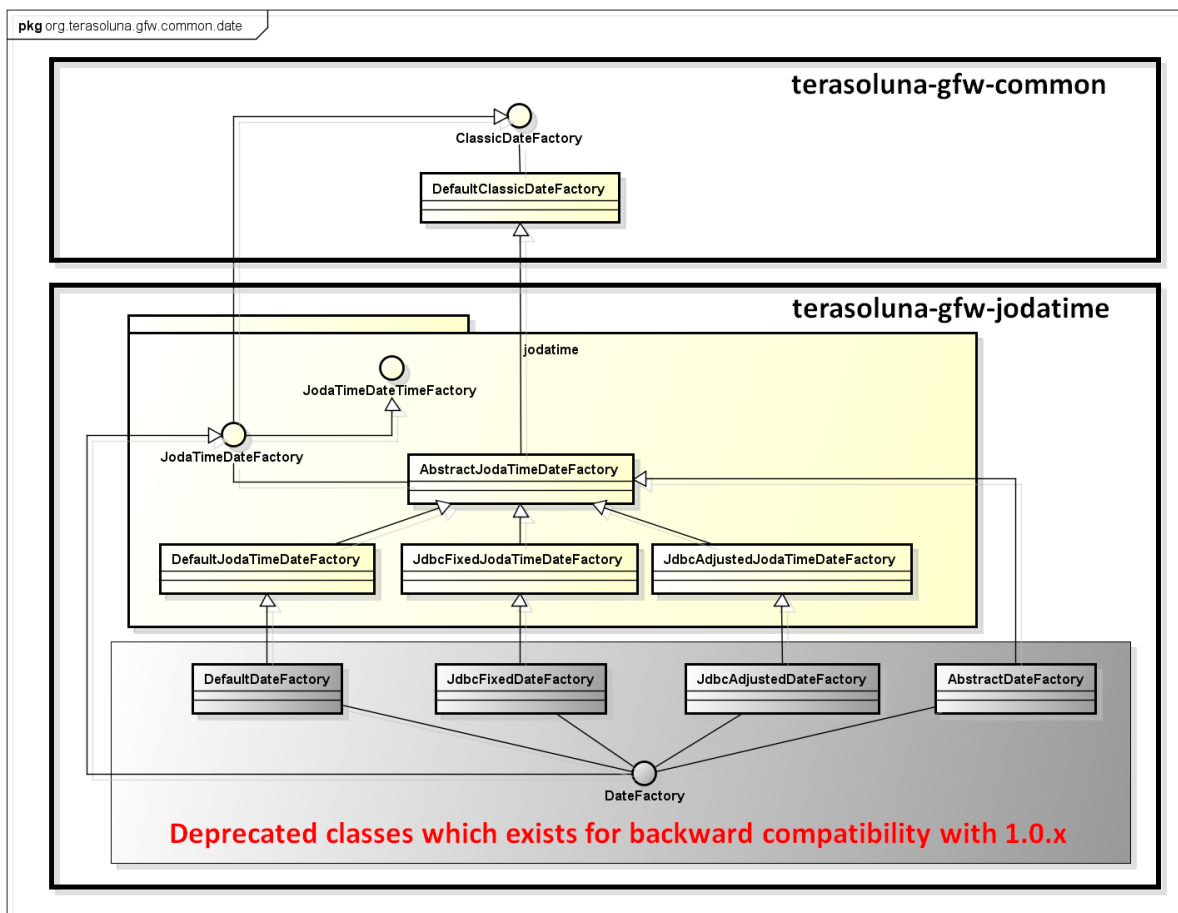 pkg org.terasoluna.gfw.common.date
terasoluna-gfw-common
ClassicDateFactory
DefaultClassicDateFactory
terasoluna-gfw-jodatime
jodatime
JodaTimeDateTimeFactory
JodaTimeDateFactory
AbstractJodaTimeDateFactory
DefaultJodaTimeDateFactory
JdbcFixedJodaTimeDateFactory
JdbcAdjustedJodaTimeDateFactory
DefaultDateFactory
JdbcFixedDateFactory
JdbcAdjustedDateFactory
AbstractDateFactory
DateFactory
Deprecated classes which exists for backward compatibility with 1.0.x